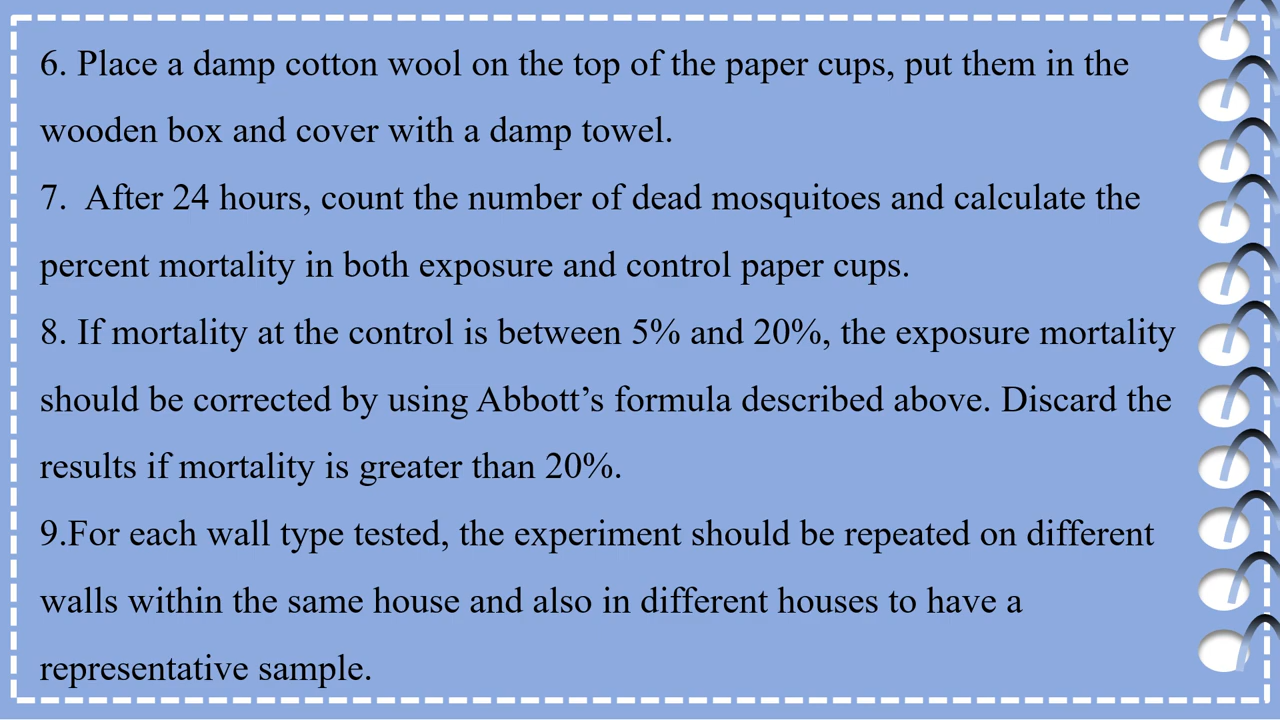 6. Place a damp cotton wool on the top of the paper cups, put them in the
wooden box and cover with a damp towel.
7.  After 24 hours, count the number of dead mosquitoes and calculate the
percent mortality in both exposure and control paper cups.
8. If mortality at the control is between 5% and 20%, the exposure mortality
should be corrected by using Abbott’s formula described above. Discard the
results if mortality is greater than 20%.
9.For each wall type tested, the experiment should be repeated on different
walls within the same house and also in different houses to have a
representative sample.